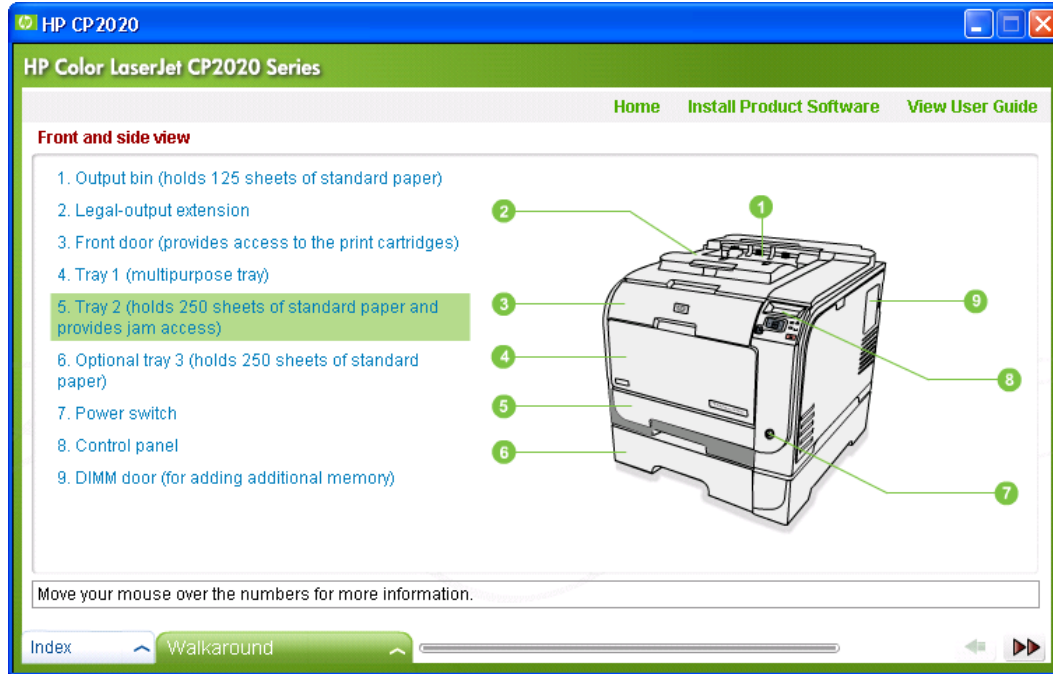 HP CP2020
HP Color LaserJet CP2020 Series
Home Install Product Software View User Guide
Front and side view
1. Output bin (holds 125 sheets of standard paper)
2. Legal-output extension
3. Front door (provides access to the print cartridges)
4. Tray 1 (multipurpose tray)
5. Tray 2 (holds 250 sheets of standard paper and
provides jam access)
6. Optional tray 3 (holds 250 sheets of standard
paper)
7. Power switch
8. Control panel
9. DIMM door (for adding additional memory)
1
2
3
9
4
8
5
6
7
Move your mouse over the numbers for more information.
Index Walkaround